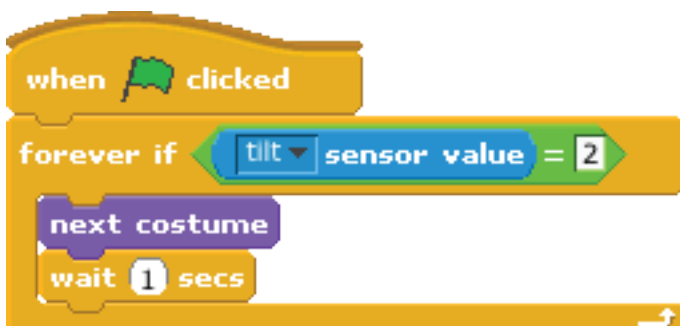 when clicked
forever if tilt sensor value = 2
next costume
wait 1 secs